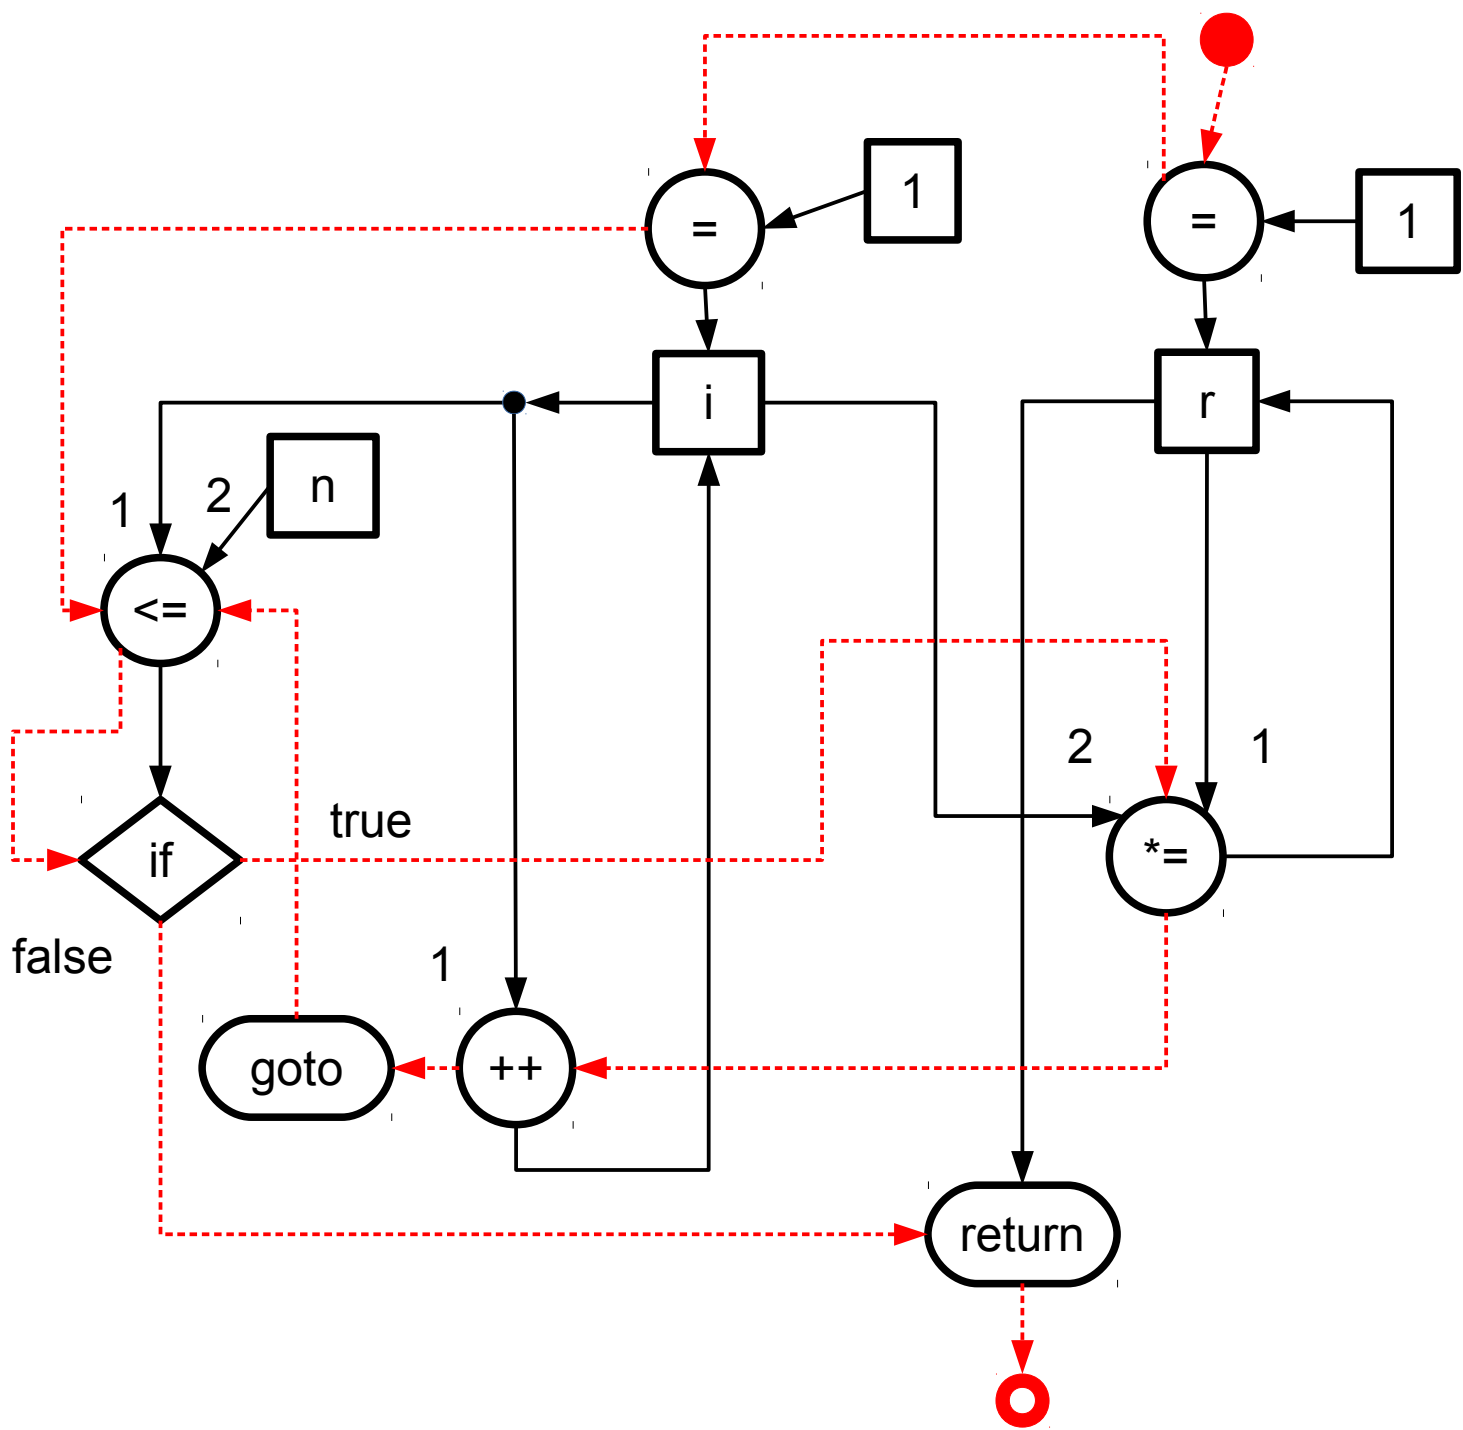 1
=
=
1
i
r
n
2
1
<=
2
1
true
if
*=
false
1
goto
++
return